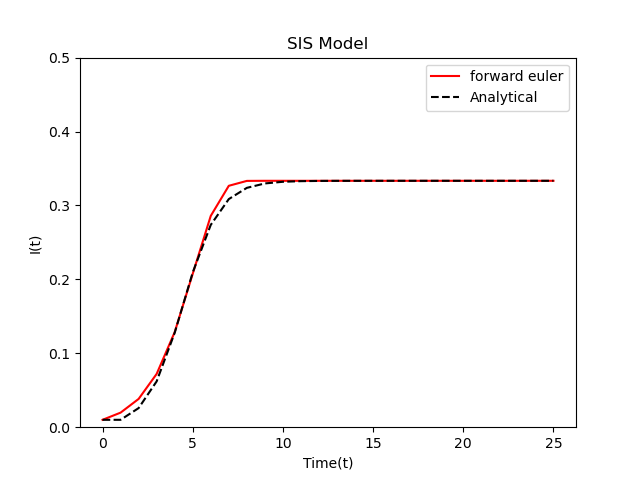 SIS Model
forward euler
Analytical
I(t)
0.5
0.4
0.3
0.2
0.1
0.0
0 5 10 15 20 25
Time(t)